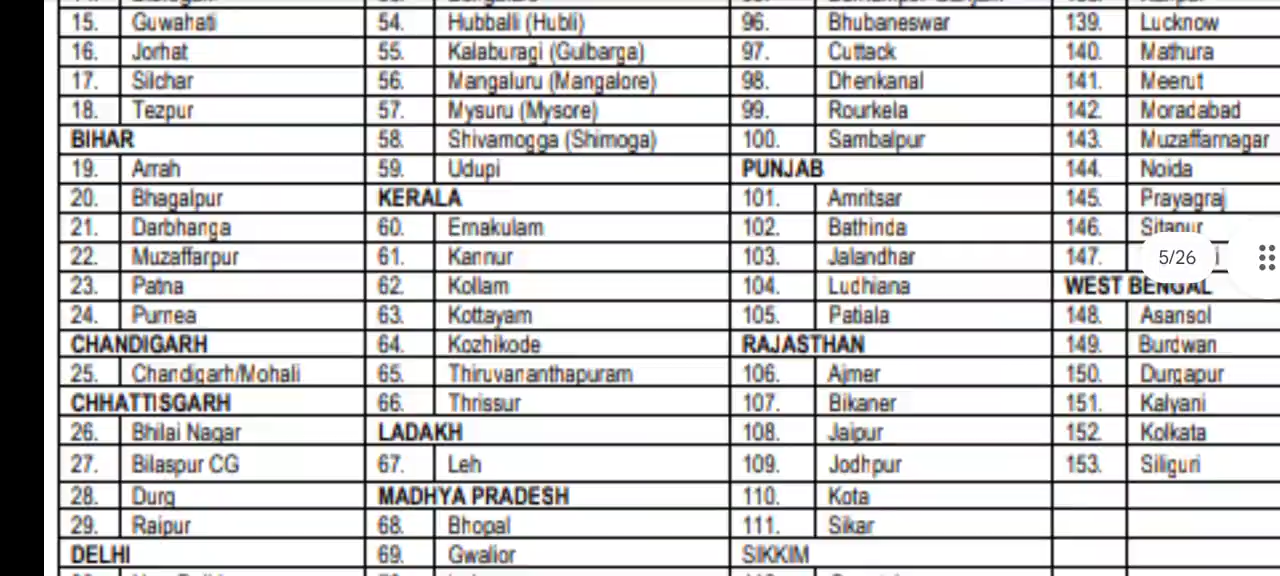 15. Guwahati
16. Jorhat
17. Silchar
18. Tezpur
BIHAR
19. Arrah
20. Bhagalpur
21. Darbhanga
22. Muzaffarpur
23. Patna
24. Purnea
CHANDIGARH
25. Chandigarh/Mohali
CHHATTISGARH
26. Bhilai Nagar
27. Bilaspur CG
28. Durg
29. Raipur
DELHI
54. Hubballi (Hubli)
55. Kalaburagi (Gulbarga)
56. Mangaluru (Mangalore)
57. Mysuru (Mysore)
58. Shivamogga (Shimoga)
59. Udupi
KERALA
60. Ernakulam
61. Kannur
62. Kollam
63. Kottayam
64. Kozhikode
65. Thiruvananthapuram
66. Thrissur
LADAKH
67. Leh
MADHYA PRADESH
68. Bhopal
69. Gwalior
96. Bhubaneswar
97. Cuttack
98. Dhenkanal
99. Rourkela
100. Sambalpur
PUNJAB
101. Amritsar
102. Bathinda
103. Jalandhar
104. Ludhiana
105. Patiala
RAJASTHAN
106. Ajmer
107. Bikaner
108. Jaipur
109. Jodhpur
110. Kota
111. Sikar
SIKKIM
139. Lucknow
140. Mathura
141. Meerut
142. Moradabad
143. Muzaffarnagar
144. Noida
145. Prayagraj
146. Sitapur
147.
5/26
WEST BENGAL
148. Asansol
149. Burdwan
150. Durgapur
151. Kalyani
152. Kolkata
153. Siliguri